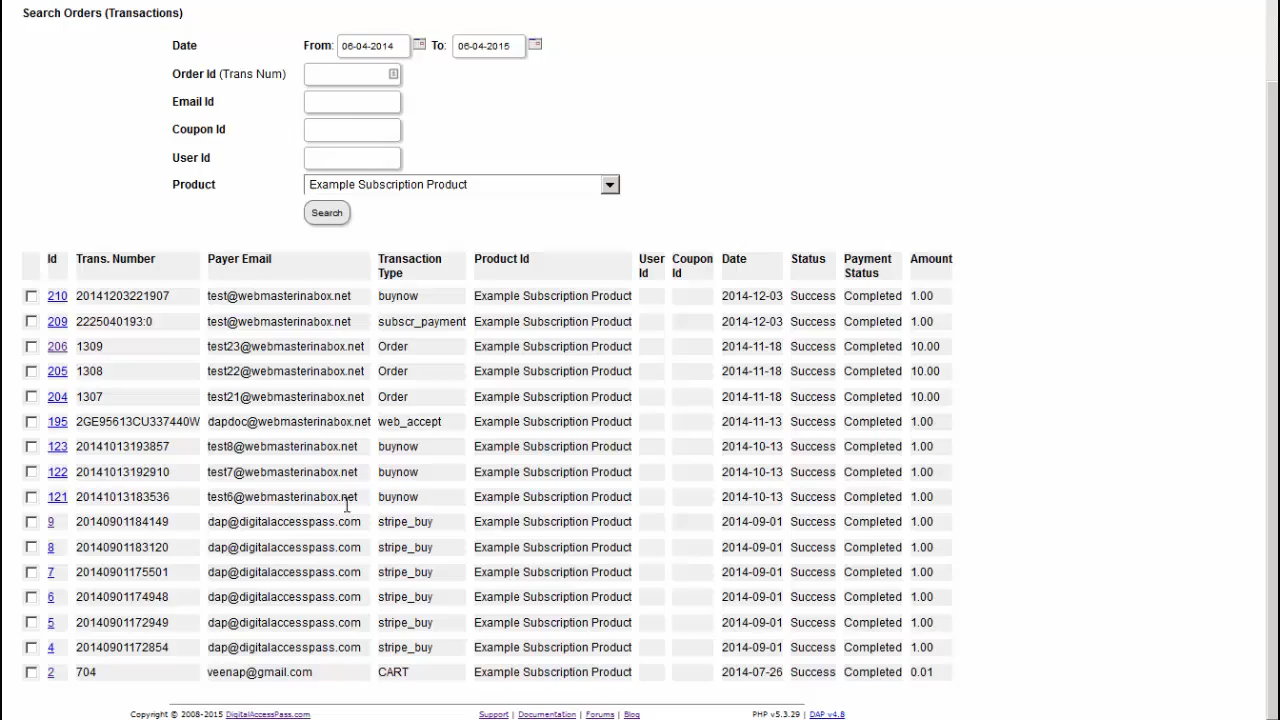 Search Orders (Transactions)
Date From: 06-04-2014 To: 06-04-2015
Order Id (Trans Num)
Email Id
Coupon Id
User Id
Product Example Subscription Product
Search
Id Trans. Number Payer Email Transaction Type Product Id User Id Coupon Id Date Status Payment Status Amount
210 20141203221907 test@webmasterinabox.net buynow Example Subscription Product 2014-12-03 Success Completed 1.00
209 2225040193:0 test@webmasterinabox.net subscr_payment Example Subscription Product 2014-12-03 Success Completed 1.00
206 1309 test23@webmasterinabox.net Order Example Subscription Product 2014-11-18 Success Completed 10.00
205 1308 test22@webmasterinabox.net Order Example Subscription Product 2014-11-18 Success Completed 10.00
204 1307 test21@webmasterinabox.net Order Example Subscription Product 2014-11-18 Success Completed 10.00
195 2GE95613CU337440W dapdoc@webmasterinabox.net web_accept Example Subscription Product 2014-11-13 Success Completed 1.00
123 20141013193857 test8@webmasterinabox.net buynow Example Subscription Product 2014-10-13 Success Completed 1.00
122 20141013192910 test7@webmasterinabox.net buynow Example Subscription Product 2014-10-13 Success Completed 1.00
121 20141013183536 test6@webmasterinabox.net buynow Example Subscription Product 2014-10-13 Success Completed 1.00
9 20140901184149 dap@digitalaccesspass.com stripe_buy Example Subscription Product 2014-09-01 Success Completed 1.00
8 20140901183120 dap@digitalaccesspass.com stripe_buy Example Subscription Product 2014-09-01 Success Completed 1.00
7 20140901175501 dap@digitalaccesspass.com stripe_buy Example Subscription Product 2014-09-01 Success Completed 1.00
6 20140901174948 dap@digitalaccesspass.com stripe_buy Example Subscription Product 2014-09-01 Success Completed 1.00
5 20140901172949 dap@digitalaccesspass.com stripe_buy Example Subscription Product 2014-09-01 Success Completed 1.00
4 20140901172854 dap@digitalaccesspass.com stripe_buy Example Subscription Product 2014-09-01 Success Completed 1.00
2 704 veenap@gmail.com CART Example Subscription Product 2014-07-26 Success Completed 0.01
Copyright © 2008-2015 DigitalAccessPass.com Support | Documentation | Forums | Blog PHP v5.3.29 | DAP v4.8